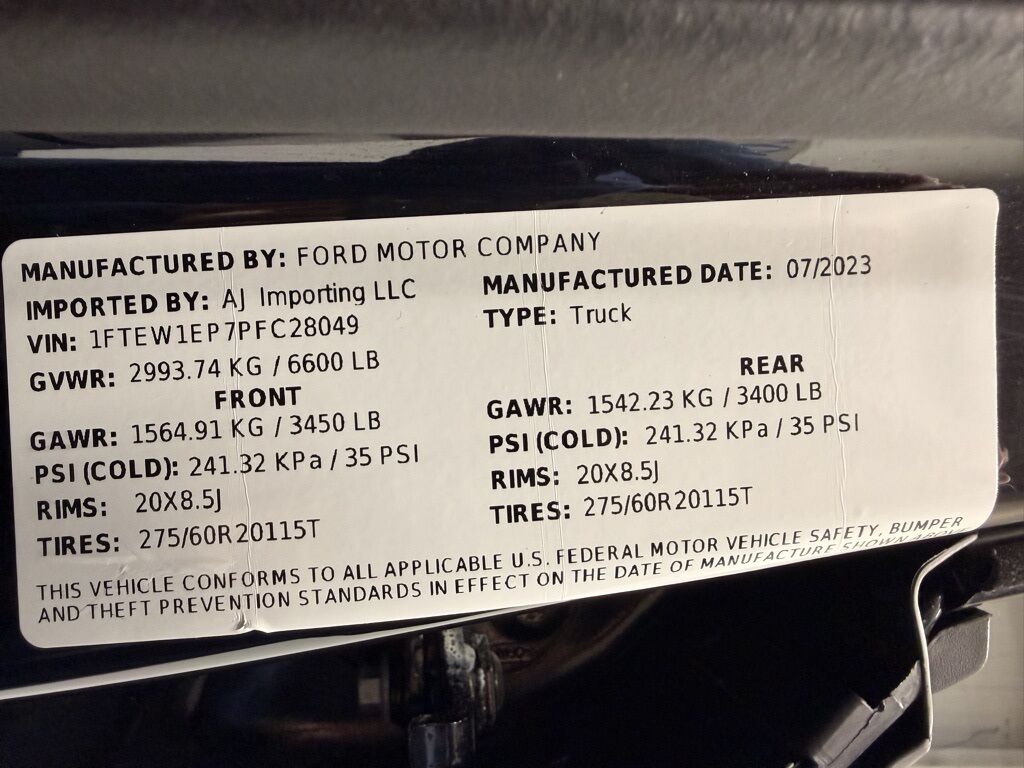 MANUFACTURED BY: FORD MOTOR COMPANY
IMPORTED BY: AJ Importing LLC
MANUFACTURED DATE: 07/2023
VIN: 1FTEW1EP7PFC28049
TYPE: Truck
GVWR: 2993.74 KG / 6600 LB
FRONT
GAWR: 1564.91 KG / 3450 LB
PSI (COLD): 241.32 KPa / 35 PSI
RIMS: 20X8.5J
TIRES: 275/60R20115T
REAR
GAWR: 1542.23 KG / 3400 LB
PSI (COLD): 241.32 KPa / 35 PSI
RIMS: 20X8.5J
TIRES: 275/60R20115T
THIS VEHICLE CONFORMS TO ALL APPLICABLE U.S. FEDERAL MOTOR VEHICLE SAFETY, BUMPER
AND THEFT PREVENTION STANDARDS IN EFFECT ON THE DATE OF MANUFACTURE SHOWN ABOVE